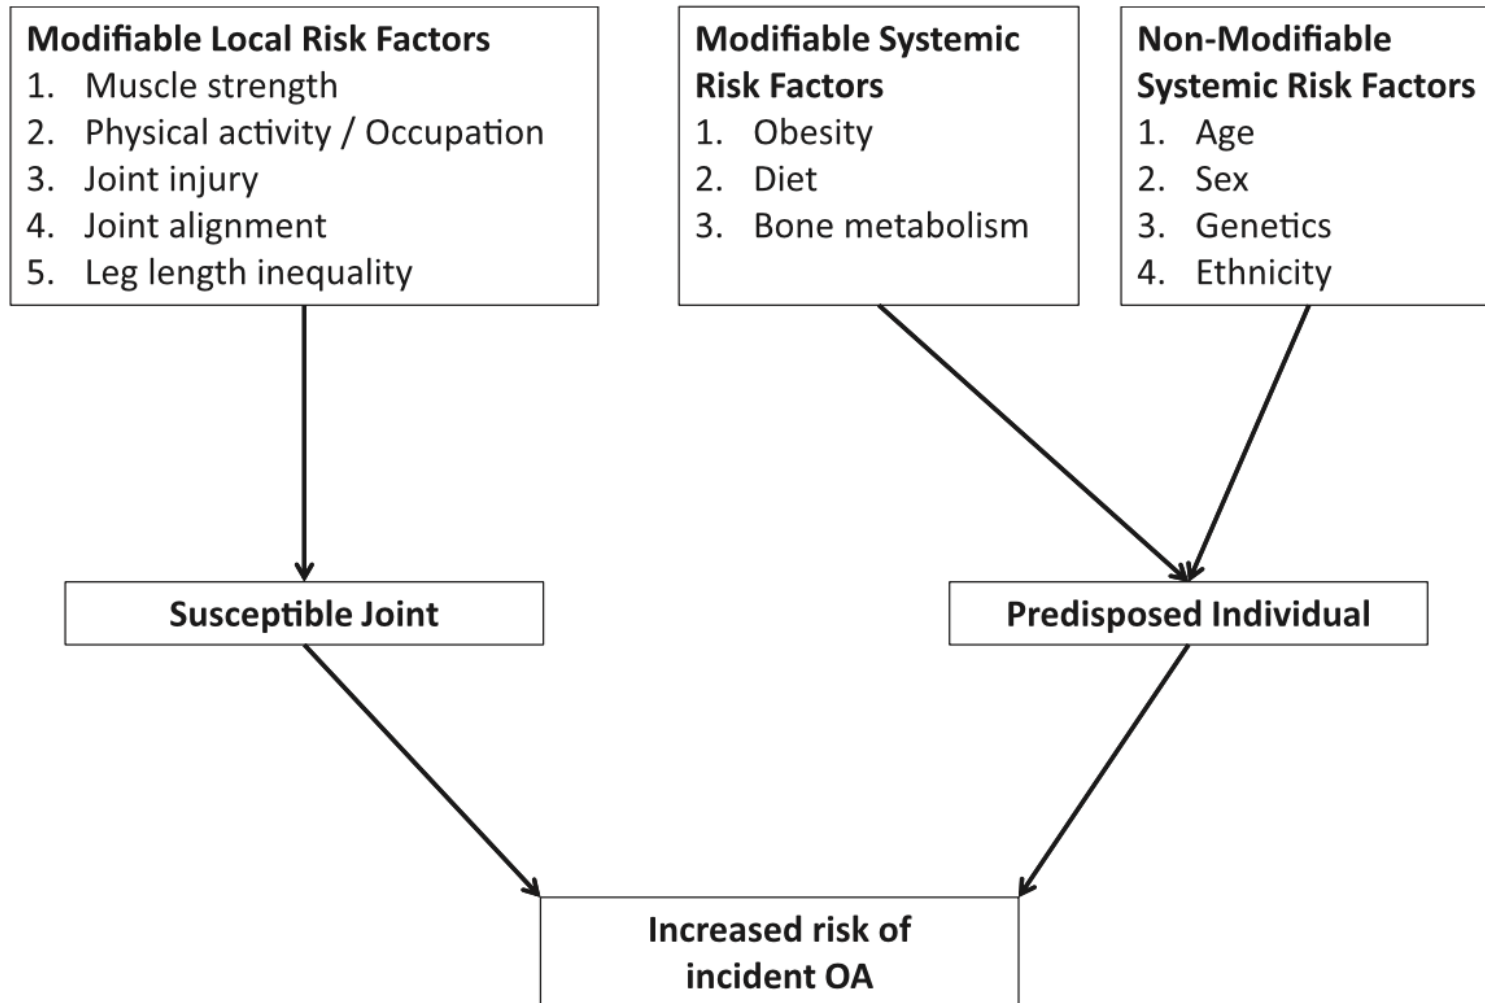 Modifiable Local Risk Factors
1. Muscle strength
2. Physical activity / Occupation
3. Joint injury
4. Joint alignment
5. Leg length inequality
Modifiable Systemic
Risk Factors
1. Obesity
2. Diet
3. Bone metabolism
Non-Modifiable
Systemic Risk Factors
1. Age
2. Sex
3. Genetics
4. Ethnicity
Susceptible Joint
Predisposed Individual
Increased risk of
incident OA